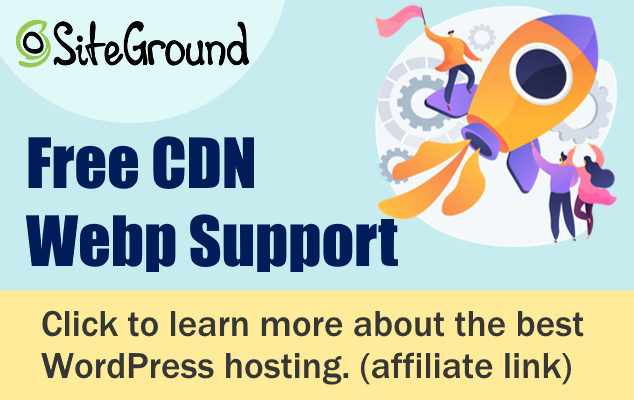 SiteGround
Free CDN
Webp Support
Click to learn more about the best
WordPress hosting. (affiliate link)